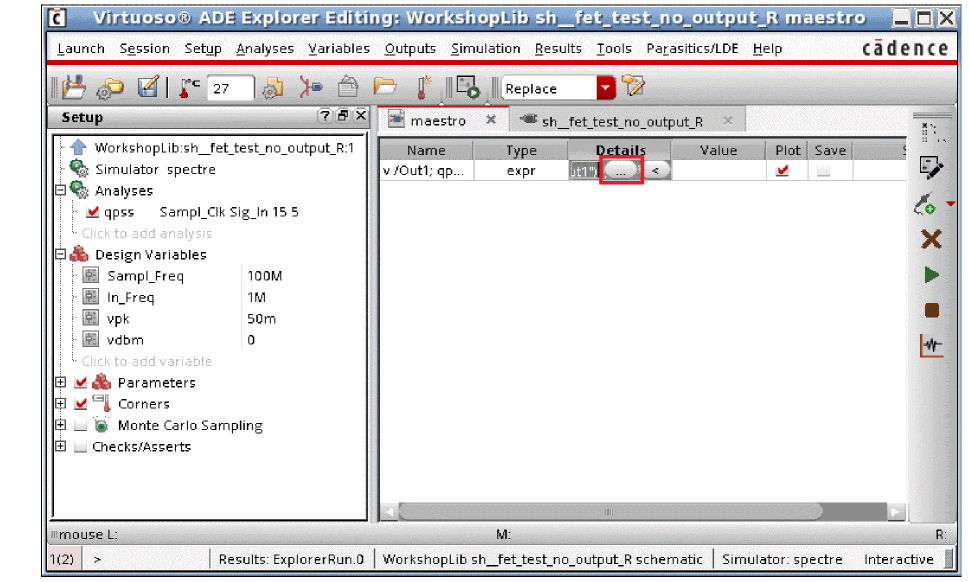 Virtuoso® ADE Explorer Editing: WorkshopLib sh__fet_test_no_output_R maestro
Launch Session Setup Analyses Variables Outputs Simulation Results Tools Parasitics/LDE Help cādence
27 Replace
Setup
maestro sh__fet_test_no_output_R
WorkshopLib:sh__fet_test_no_output_R:1
Simulator spectre
Analyses
qpss Sampl_Clk Sig_In 15 5
Click to add analysis
Design Variables
Sampl_Freq 100M
In_Freq 1M
vpk 50m
vdbm 0
Click to add variable
Parameters
Corners
Monte Carlo Sampling
Checks/Asserts
Name Type Details Value Plot Save
v /Out1; qp... expr ut1") ... <
mouse L: M: R:
1(2) > Results: ExplorerRun.0 WorkshopLib sh__fet_test_no_output_R schematic Simulator: spectre Interactive